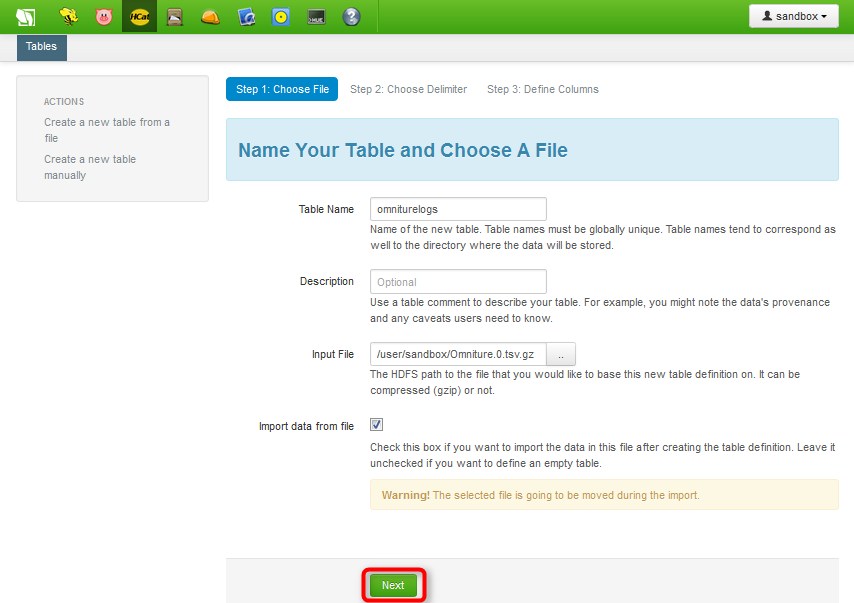 HCat
HUE
sandbox
Tables
ACTIONS
Create a new table from a
file
Create a new table
manually
Step 1: Choose File
Step 2: Choose Delimiter
Step 3: Define Columns
Name Your Table and Choose A File
Table Name
omniturelogs
Name of the new table. Table names must be globally unique. Table names tend to correspond as
well to the directory where the data will be stored.
Description
Optional
Use a table comment to describe your table. For example, you might note the data's provenance
and any caveats users need to know.
Input File
/user/sandbox/Omniture.0.tsv.gz
..
The HDFS path to the file that you would like to base this new table definition on. It can be
compressed (gzip) or not.
Import data from file
Check this box if you want to import the data in this file after creating the table definition. Leave it
unchecked if you want to define an empty table.
Warning! The selected file is going to be moved during the import.
Next